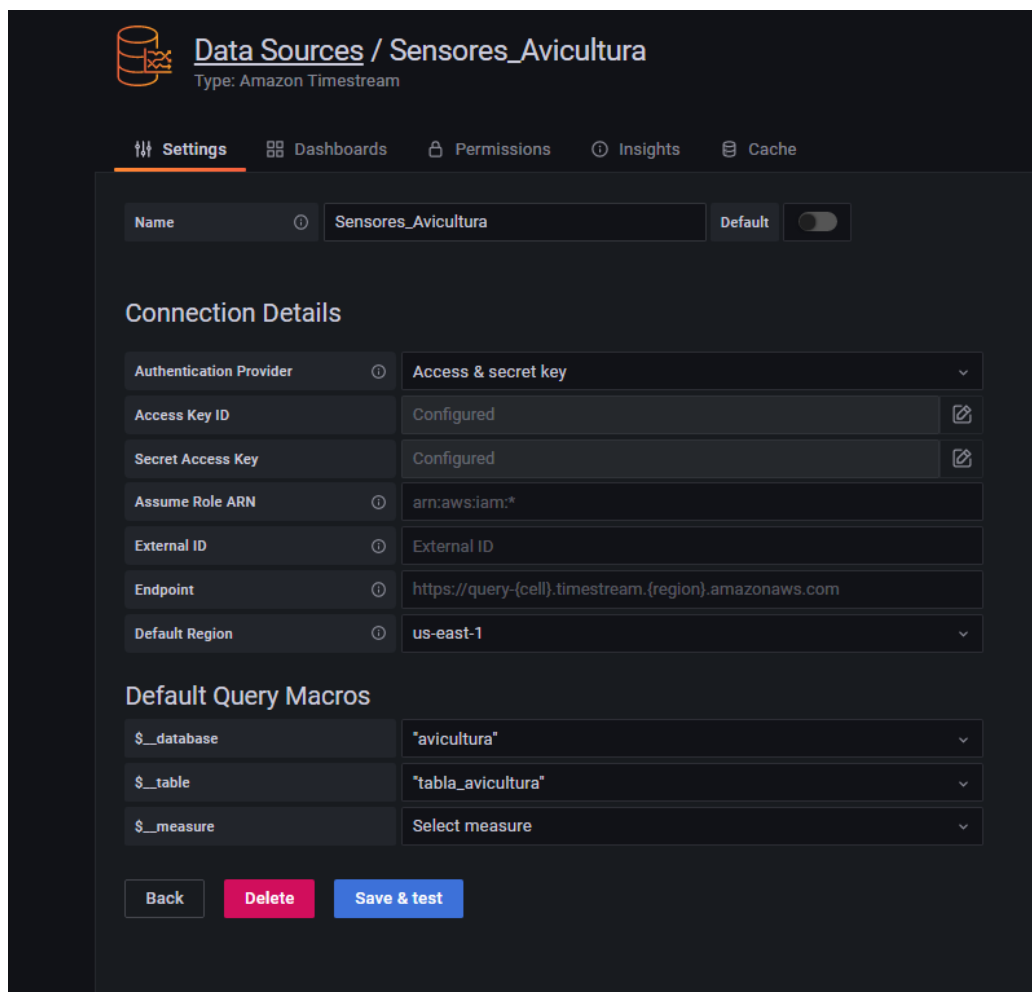 Data Sources / Sensores_Avicultura
Type: Amazon Timestream
Settings Dashboards Permissions Insights Cache
Name Sensores_Avicultura Default
Connection Details
Authentication Provider Access & secret key
Access Key ID Configured
Secret Access Key Configured
Assume Role ARN arn:aws:iam:*
External ID External ID
Endpoint https://query-{cell}.timestream.{region}.amazonaws.com
Default Region us-east-1
Default Query Macros
$__database "avicultura"
$__table "tabla_avicultura"
$__measure Select measure
Back Delete Save & test